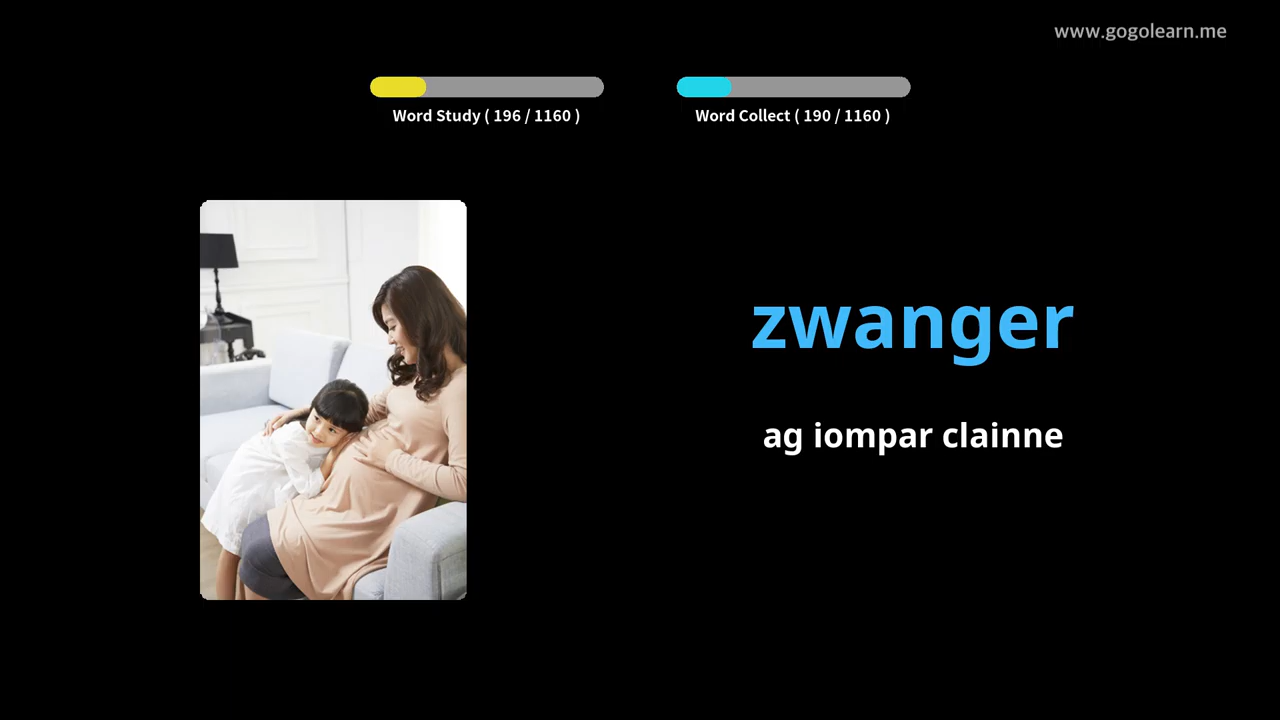 www.gogolearn.me
Word Study ( 196 / 1160 )
Word Collect ( 190 / 1160 )
zwanger
ag iompar clainne